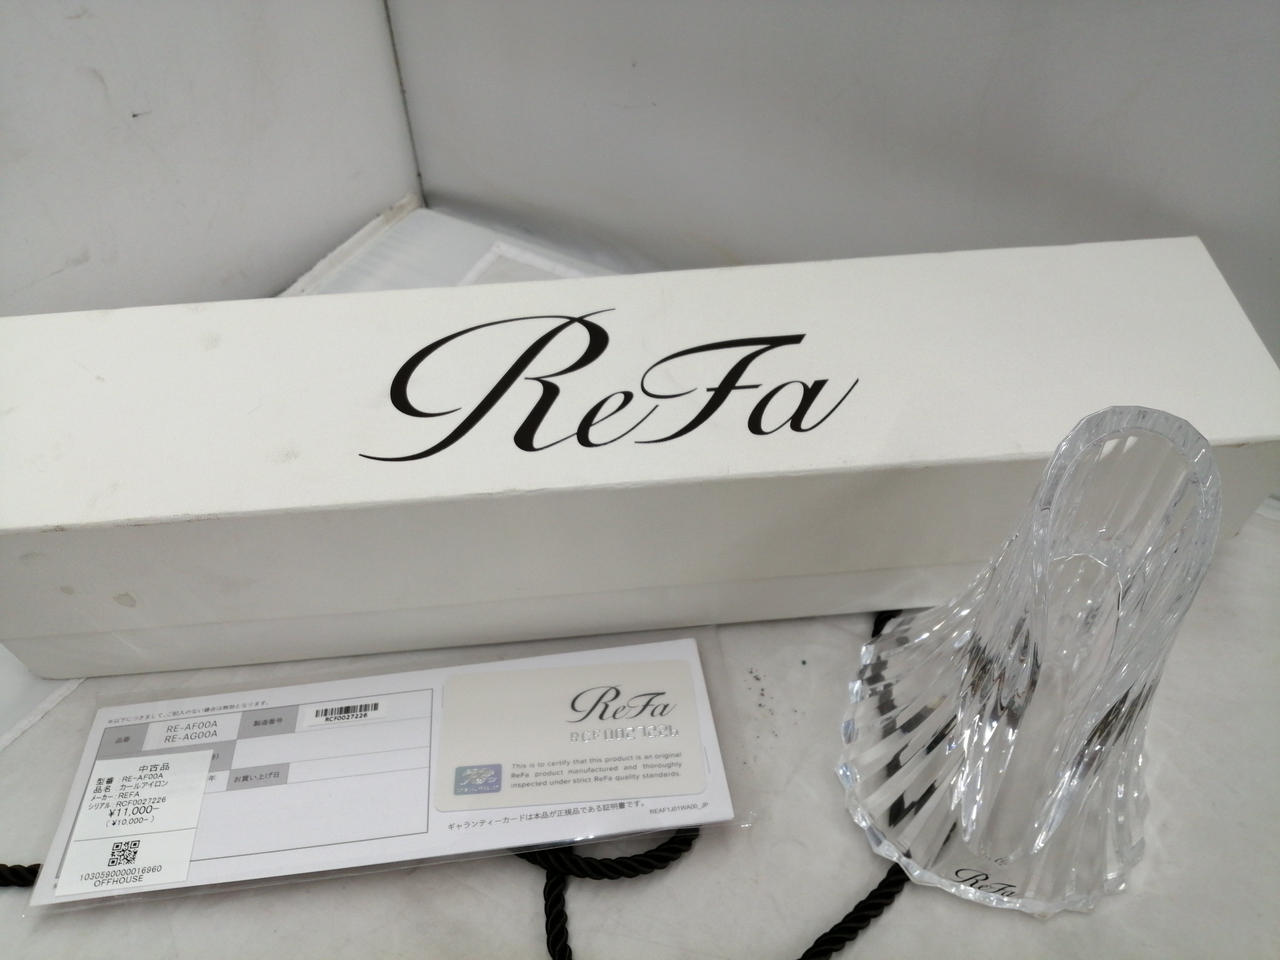 ReFa
※以下につきまして、ご記入のない場合は無効となります。
品番
RE-AF00A
RE-AG00A
製造番号
RCF0027226
年
お買い上げ日
中古品
型番 : RE-AF00A
品名 : カールアイロン
メーカー : REFA
シリアル : RCF0027226
¥11,000-
(¥10,000-)
1030590000016960
OFFHOUSE
ReFa
RCF0027226
This is to certify that this product is an original
ReFa product manufactured and thoroughly
inspected under strict ReFa quality standards.
ギャランティーカードは本品が正規品である証明書です。
REAF1J01WA00_JP
ReFa